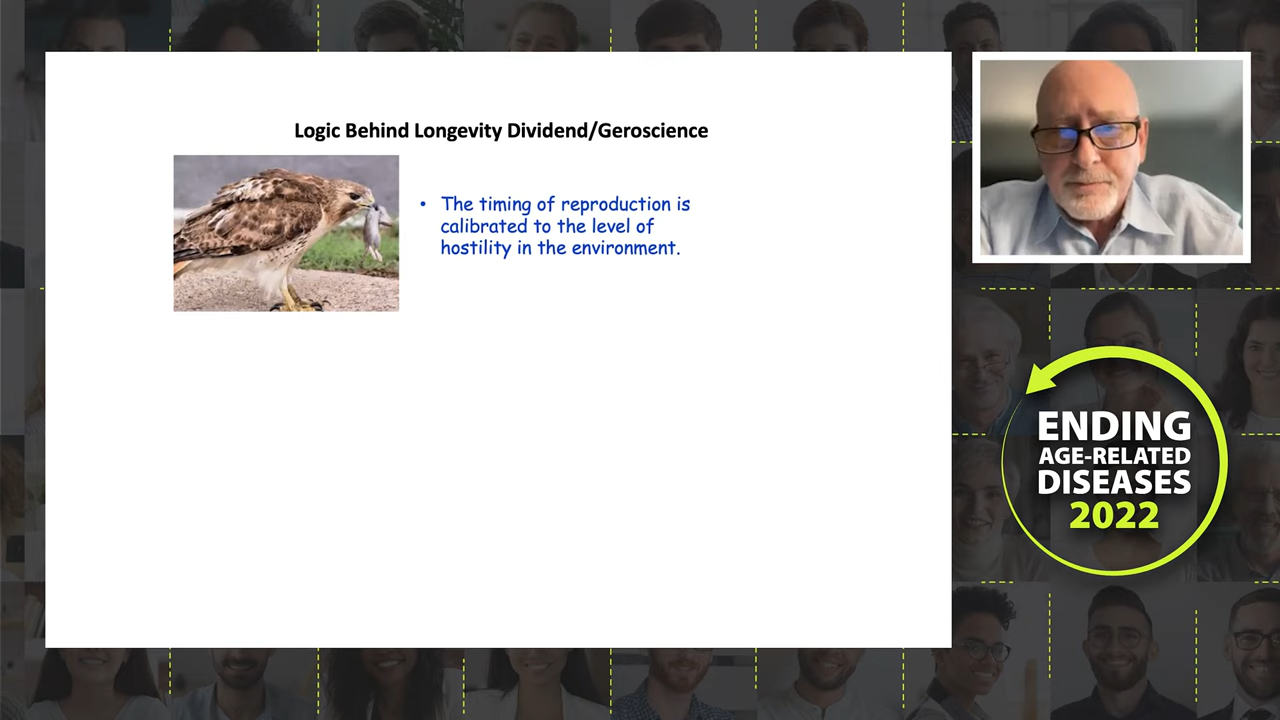 Logic Behind Longevity Dividend/Geroscience
• The timing of reproduction is
calibrated to the level of
hostility in the environment.
ENDING
AGE-RELATED
DISEASES
2022